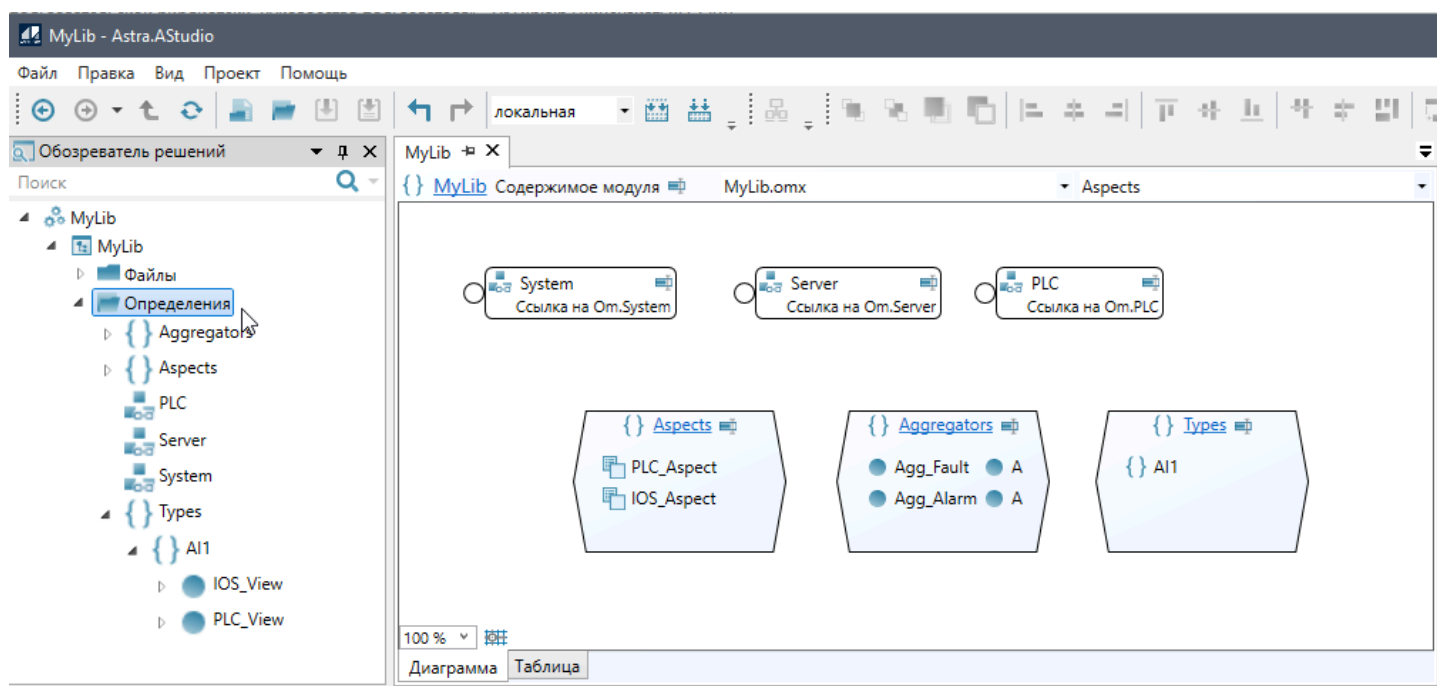 MyLib - Astra.AStudio
Файл Правка Вид Проект Помощь
локальная
Обозреватель решений
MyLib
Поиск
{ } MyLib Содержимое модуля MyLib.omx Aspects
MyLib
MyLib
Файлы
Определения
{ } Aggregators
{ } Aspects
PLC
Server
System
{ } Types
{ } AI1
IOS_View
PLC_View
System
Ссылка на Om.System
Server
Ссылка на Om.Server
PLC
Ссылка на Om.PLC
{ } Aspects
PLC_Aspect
IOS_Aspect
{ } Aggregators
Agg_Fault A
Agg_Alarm A
{ } Types
{ } AI1
100 %
Диаграмма Таблица